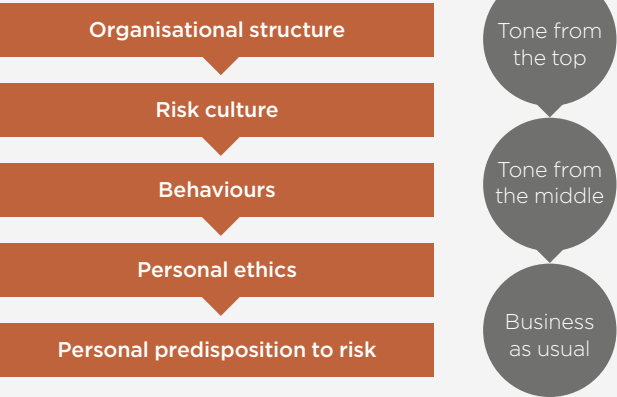 Organisational structure
Risk culture
Behaviours
Personal ethics
Personal predisposition to risk
Tone from
the top
Tone from
the middle
Business
as usual